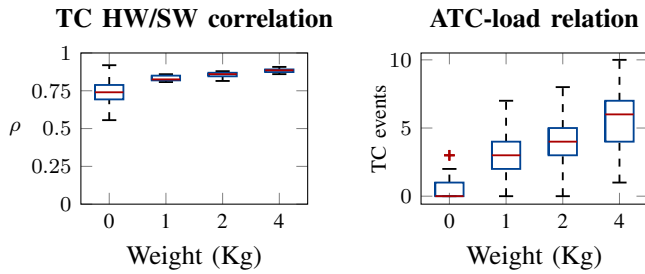 TC HW/SW correlation
1
0.75
ρ
0.5
0.25
0
0 1 2 4
Weight (Kg)
ATC-load relation
10
TC events
5
0
0 1 2 4
Weight (Kg)